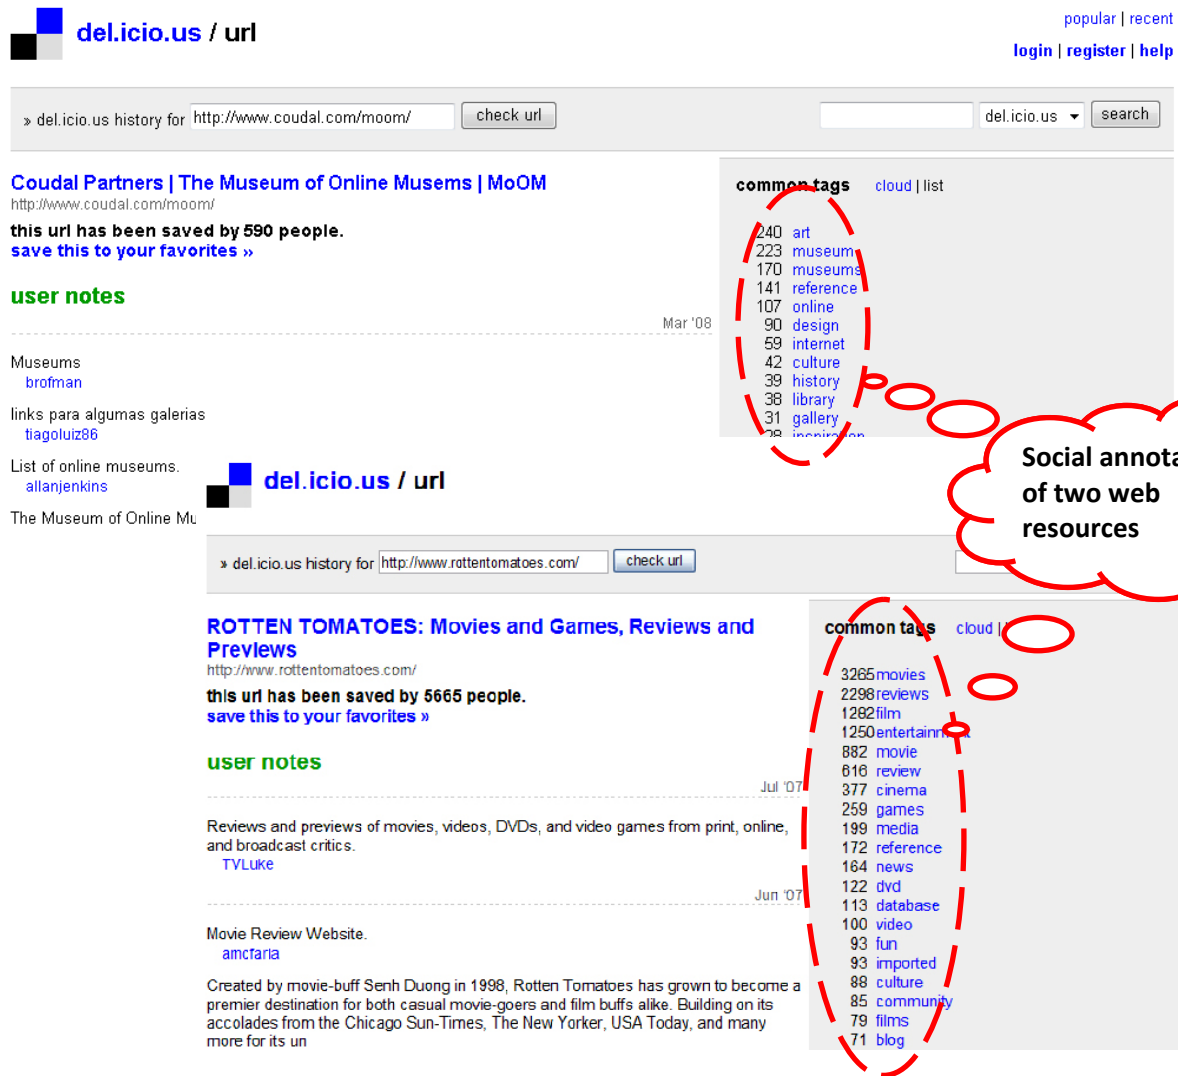 del.icio.us / url
popular | recent
login | register | help
» del.icio.us history for http://www.coudal.com/moom/ check url
del.icio.us search
Coudal Partners | The Museum of Online Musems | MoOM
http://www.coudal.com/moom/
this url has been saved by 590 people.
save this to your favorites »
user notes
Mar '08
Museums
brofman
links para algumas galerias
tiagoluiz86
List of online museums.
allanjenkins
The Museum of Online Mu
common tags cloud | list
240 art
223 museum
170 museums
141 reference
107 online
90 design
59 internet
42 culture
39 history
38 library
31 gallery
28 inspiration
Social annota
of two web
resources
del.icio.us / url
» del.icio.us history for http://www.rottentomatoes.com/ check url
ROTTEN TOMATOES: Movies and Games, Reviews and
Previews
http://www.rottentomatoes.com/
this url has been saved by 5665 people.
save this to your favorites »
user notes
Jul '07
Reviews and previews of movies, videos, DVDs, and video games from print, online,
and broadcast critics.
TVLuke
Jun '07
Movie Review Website.
amcfarla
Created by movie-buff Senh Duong in 1998, Rotten Tomatoes has grown to become a
premier destination for both casual movie-goers and film buffs alike. Building on its
accolades from the Chicago Sun-Times, The New Yorker, USA Today, and many
more for its un
common tags cloud |
3265 movies
2298 reviews
1282 film
1250 entertainment
882 movie
616 review
377 cinema
259 games
199 media
172 reference
164 news
122 dvd
113 database
100 video
93 fun
93 imported
88 culture
85 community
79 films
71 blog